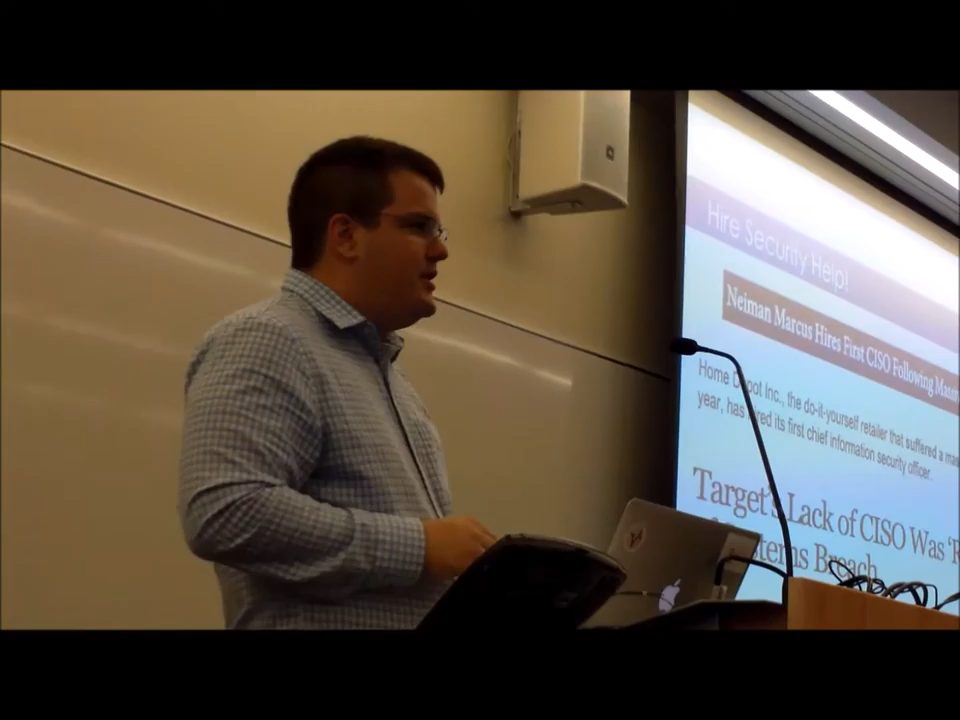 Hire Security Help!
Neiman Marcus Hires First CISO Following
Home Depot Inc., the do-it-yourself retailer that suffered a
year, has its first chief information security officer.
Target's Lack of CISO Was
Breach